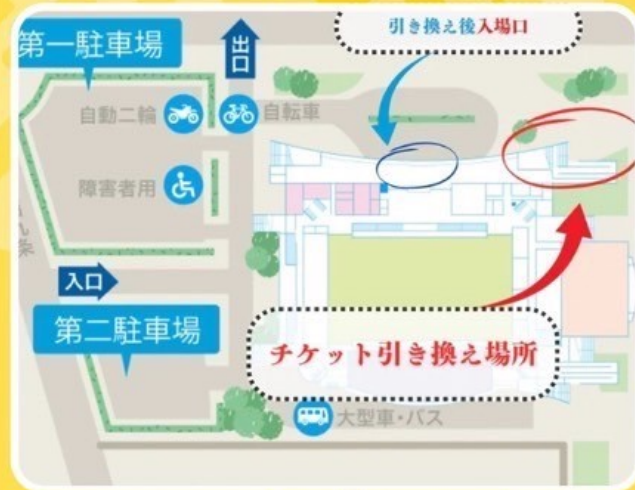 引き換え後入場口
第一駐車場
出口
自動二輪
自転車
障害者用
入口
第二駐車場
チケット引き換え場所
大型車・バス